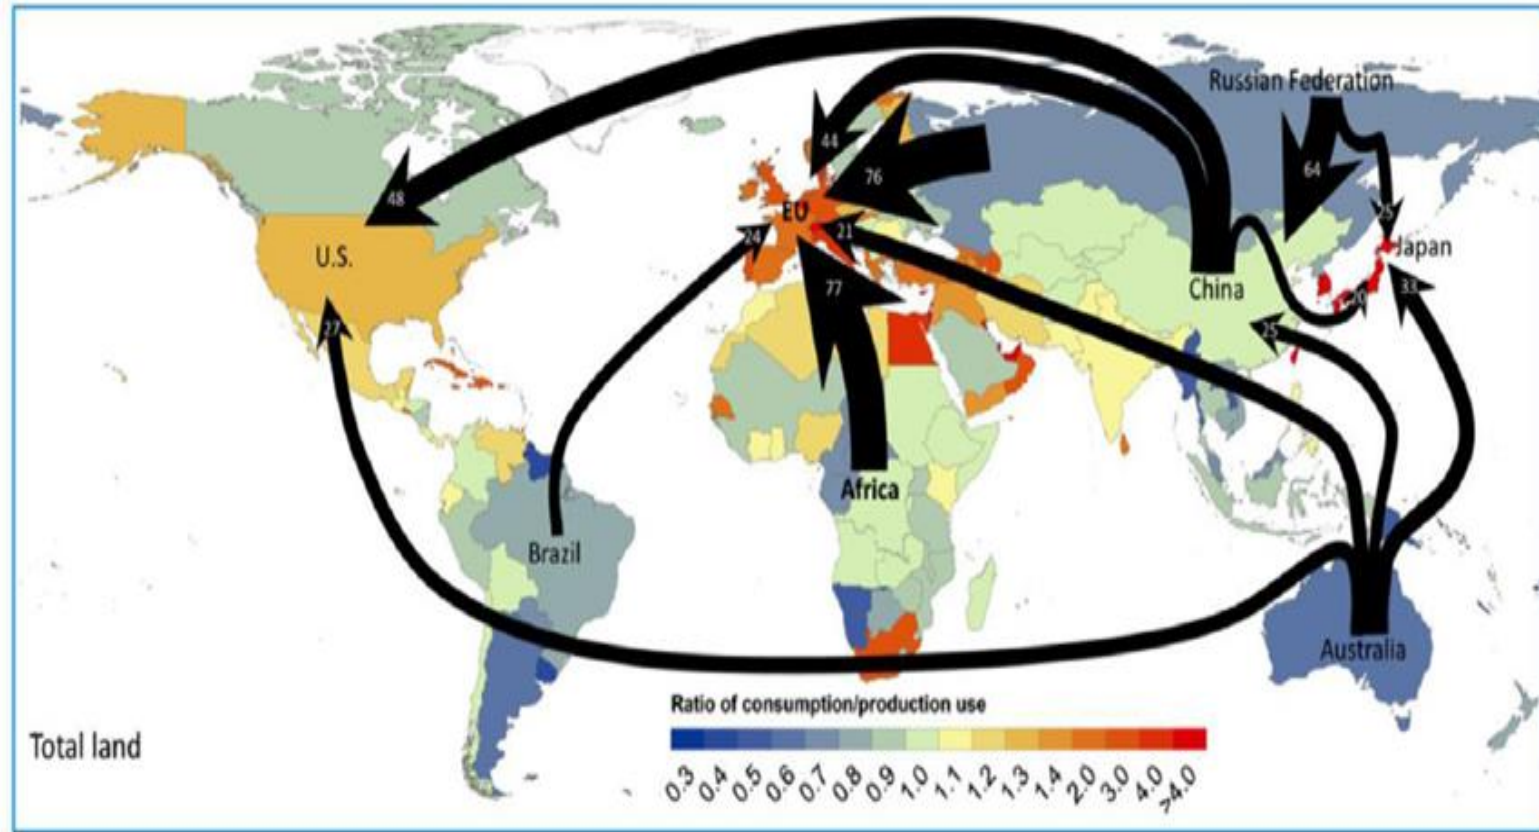 Russian Federation
44
76
64
48
25
EU
24
21
Japan
U.S.
China
77
33
20
27
25
Africa
Brazil
Australia
Ratio of consumption/production use
Total land
0.3 0.4 0.5 0.6 0.7 0.8 0.9 1.0 1.1 1.2 1.3 1.4 2.0 3.0 4.0 >4.0